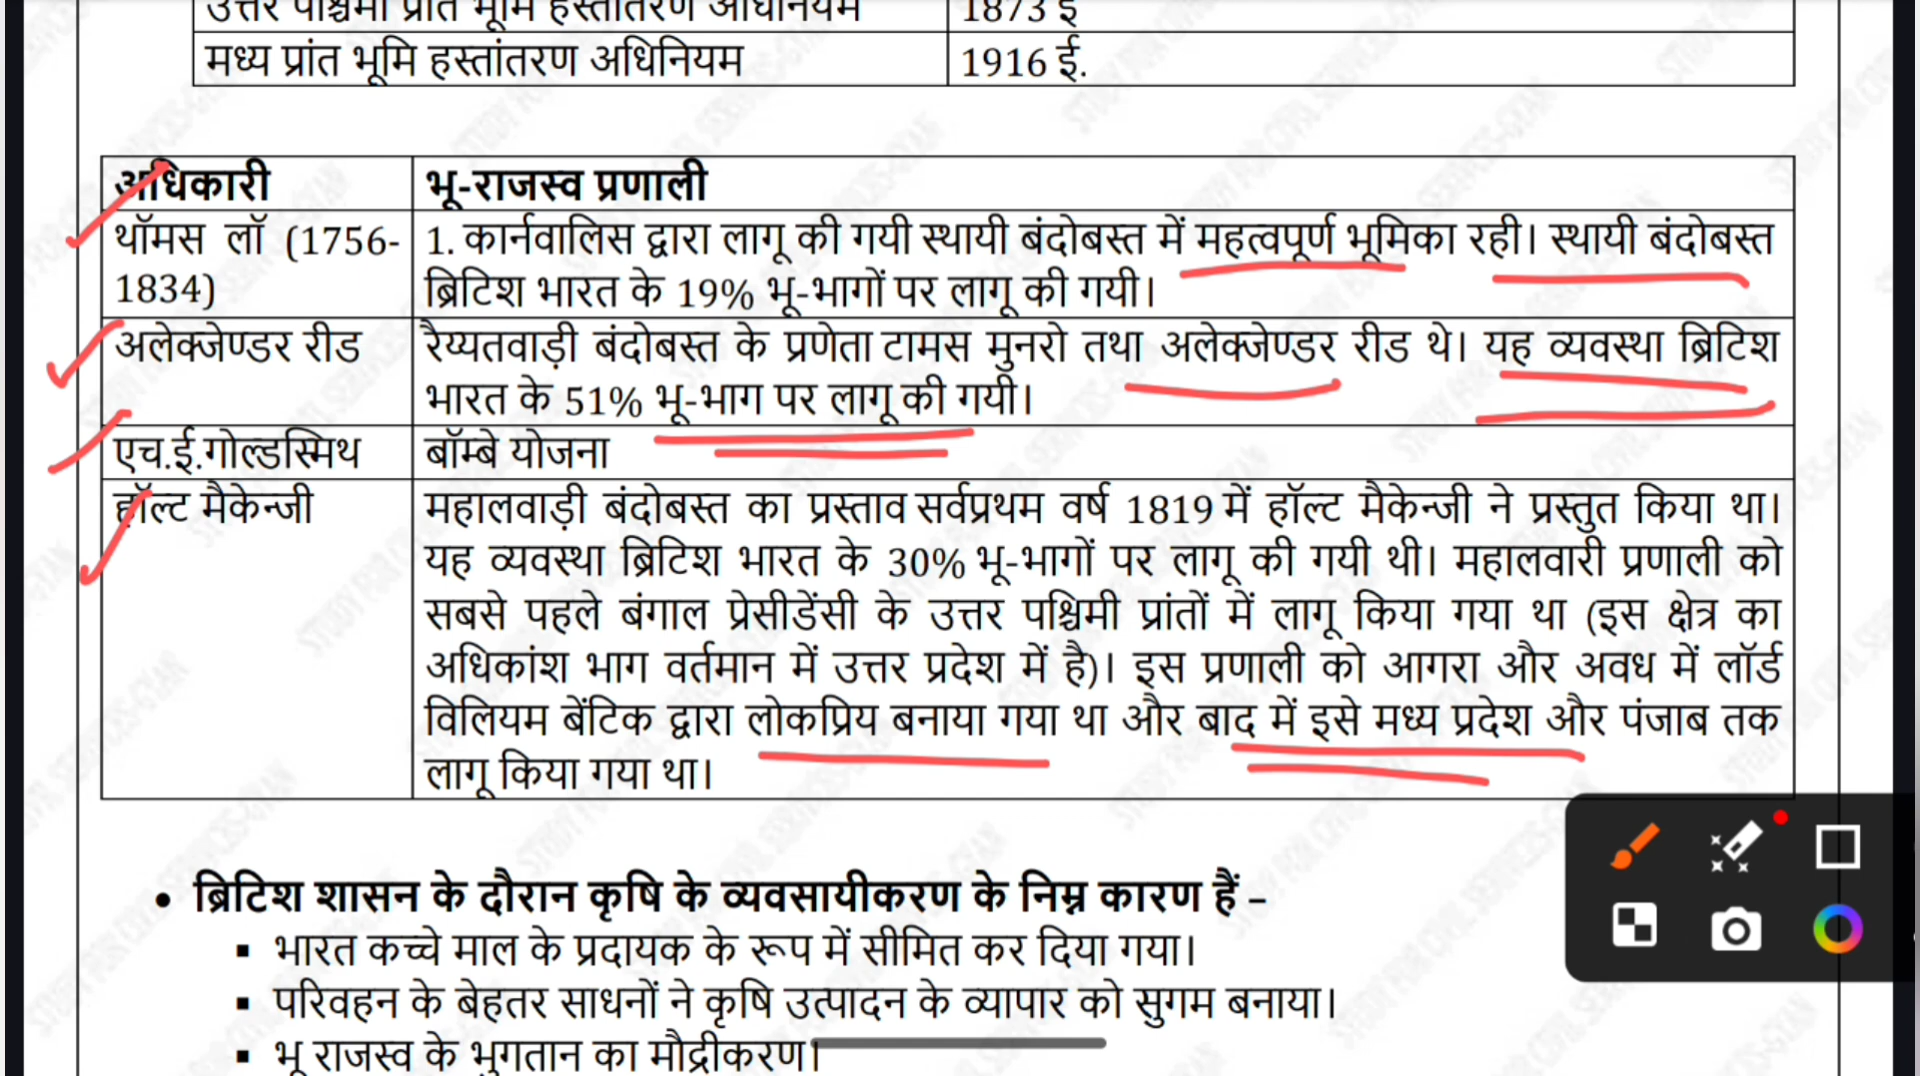 उत्तर पश्चिमी प्रांत भूमि हस्तांतरण अधिनियम 1873 ई
मध्य प्रांत भूमि हस्तांतरण अधिनियम 1916 ई.
अधिकारी भू-राजस्व प्रणाली
थॉमस लॉ (1756-
1834)
1. कार्नवालिस द्वारा लागू की गयी स्थायी बंदोबस्त में महत्वपूर्ण भूमिका रही। स्थायी बंदोबस्त
ब्रिटिश भारत के 19% भू-भागों पर लागू की गयी।
अलेक्जेण्डर रीड
रैय्यतवाड़ी बंदोबस्त के प्रणेता टामस मुनरो तथा अलेक्जेण्डर रीड थे। यह व्यवस्था ब्रिटिश
भारत के 51% भू-भाग पर लागू की गयी।
एच.ई.गोल्डस्मिथ बॉम्बे योजना
हॉल्ट मैकेन्जी
महालवाड़ी बंदोबस्त का प्रस्ताव सर्वप्रथम वर्ष 1819 में हॉल्ट मैकेन्जी ने प्रस्तुत किया था।
यह व्यवस्था ब्रिटिश भारत के 30% भू-भागों पर लागू की गयी थी। महालवारी प्रणाली को
सबसे पहले बंगाल प्रेसीडेंसी के उत्तर पश्चिमी प्रांतों में लागू किया गया था (इस क्षेत्र का
अधिकांश भाग वर्तमान में उत्तर प्रदेश में है)। इस प्रणाली को आगरा और अवध में लॉर्ड
विलियम बेंटिक द्वारा लोकप्रिय बनाया गया था और बाद में इसे मध्य प्रदेश और पंजाब तक
लागू किया गया था।
• ब्रिटिश शासन के दौरान कृषि के व्यवसायीकरण के निम्न कारण हैं –
▪ भारत कच्चे माल के प्रदायक के रूप में सीमित कर दिया गया।
▪ परिवहन के बेहतर साधनों ने कृषि उत्पादन के व्यापार को सुगम बनाया।
▪ भू राजस्व के भुगतान का मौद्रीकरण।